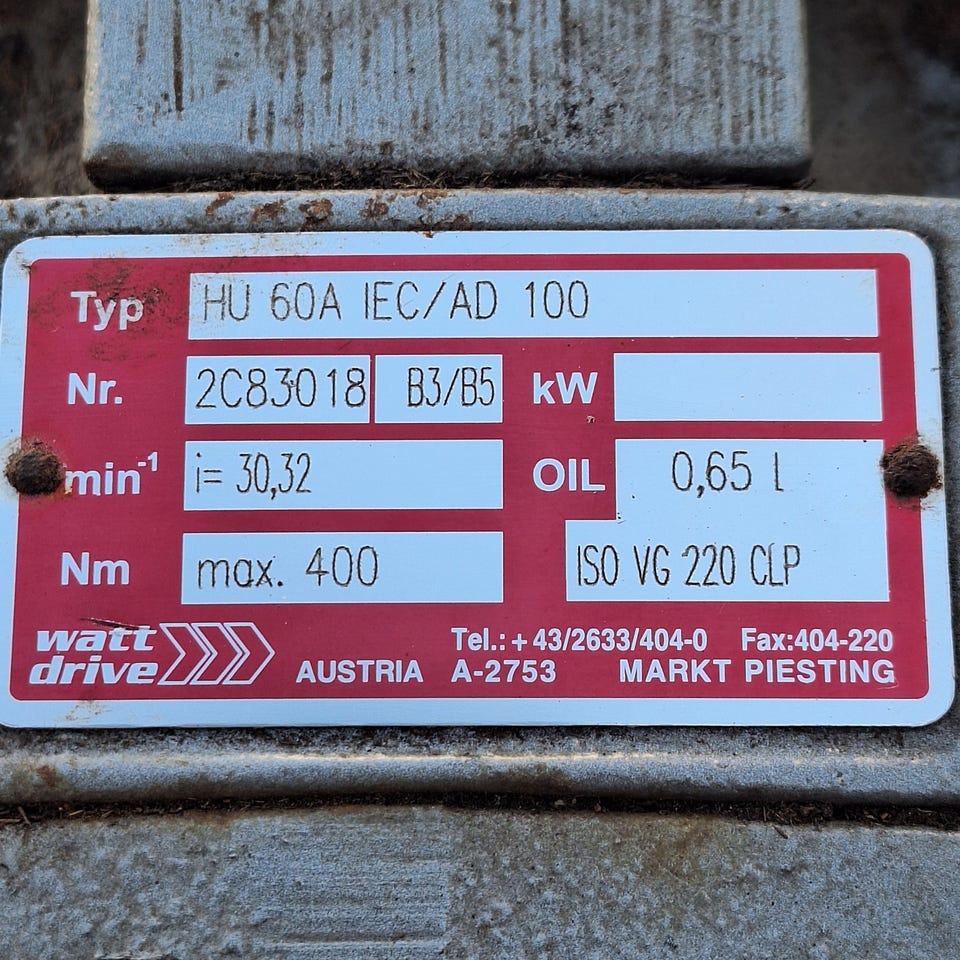 Typ HU 60A IEC/AD 100
Nr. 2C83018 B3/B5 kW
min-1 i= 30,32 OIL 0,65 l
Nm max. 400 ISO VG 220 CLP
watt Tel.: +43/2633/404-0 Fax:404-220
drive AUSTRIA A-2753 MARKT PIESTING